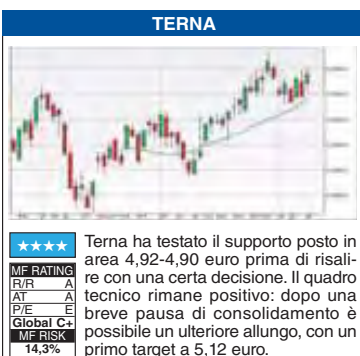 TERNA
★★★★
MF RATING
R/R A
AT A
P/E E
Global C+
MF RISK
14,3%
Terna ha testato il supporto posto in
area 4,92-4,90 euro prima di risali-
re con una certa decisione. Il quadro
tecnico rimane positivo: dopo una
breve pausa di consolidamento è
possibile un ulteriore allungo, con un
primo target a 5,12 euro.